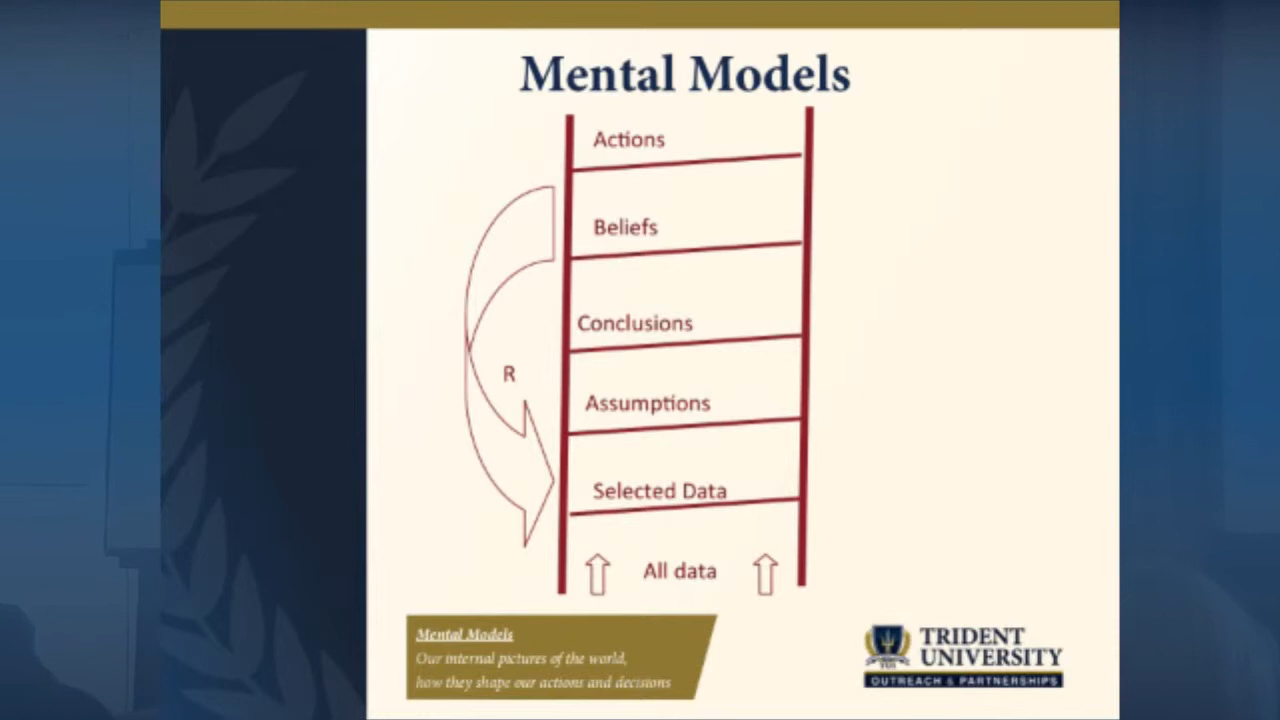 Mental Models
Actions
Beliefs
Conclusions
R
Assumptions
Selected Data
All data
Mental Models
Our internal pictures of the world,
how they shape our actions and decisions
TRIDENT
UNIVERSITY
OUTREACH & PARTNERSHIPS